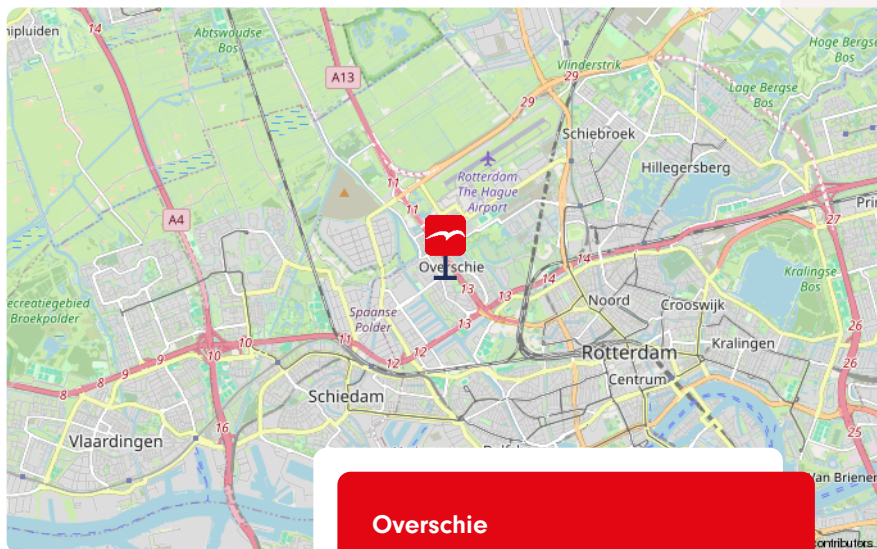 nipluiden
14
Abtswoudse
Bos
A13
Vlinderstrik
29
29
Hoge Bergse
Bos
Lage Bergse
Bos
Schiebroek
Hillegersberg
Rotterdam
The Hague
Airport
11
11
A4
Prin
27
Overschie
14
14
13
13
13
Kralingse
Bos
ecreatiegebied
Broekpolder
Spaanse
Polder
Noord
Crooswijk
26
10
10
11
12
12
Rotterdam
Kralingen
26
8
8
9
9
10
Centrum
Schiedam
16
25
Vlaardingen
Van Brienen
Overschie
contributors.